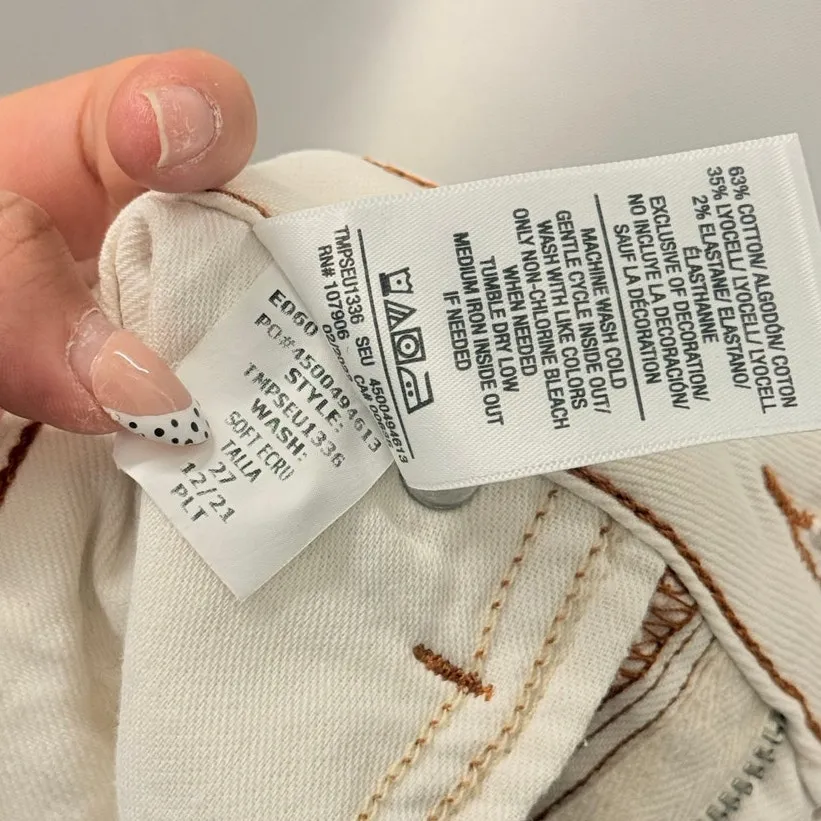 63% COTTON/ ALGODÓN/ COTON
35% LYOCELL/ LYOCELL/ LYOCELL
2% ELASTANE/ ELASTANO/
ÉLASTHANNE
EXCLUSIVE OF DECORATION/
NO INCLUYE LA DECORACIÓN/
SAUF LA DÉCORATION
MACHINE WASH COLD
GENTLE CYCLE INSIDE OUT/
WASH WITH LIKE COLORS
ONLY NON-CHLORINE BLEACH
WHEN NEEDED
TUMBLE DRY LOW
MEDIUM IRON INSIDE OUT
IF NEEDED
TMPSEU1336 SEU 4500494613
RN# 107906
E060
PO#4500494613
STYLE:
TMPSEU1336
WASH:
SOFT ECRU
TALLA
27
12/21
PLT